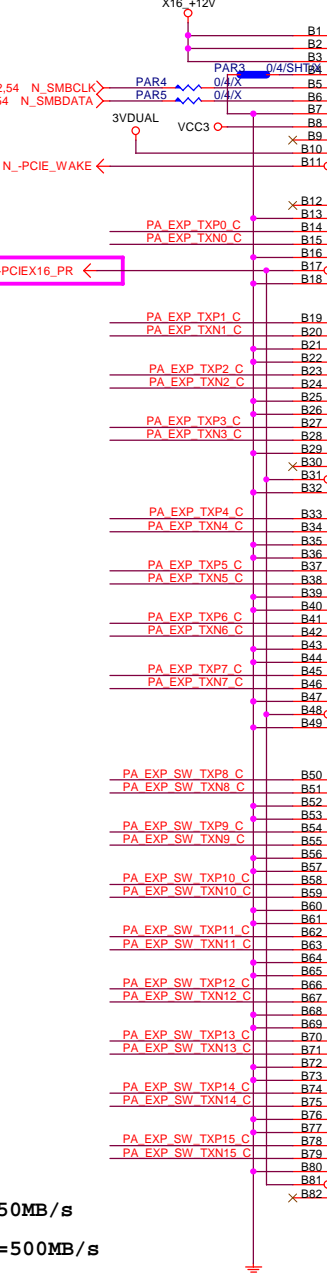 X16_+12V
B1
B2
B3
PAR3 0/4/SHT/X B4
2,54 N_SMBCLK PAR4 0/4/X B5
54 N_SMBDATA PAR5 0/4/X B6
B7
3VDUAL VCC3 B8
B9
B10
N_-PCIE_WAKE B11
B12
B13
PA_EXP_TXP0_C B14
PA_EXP_TXN0_C B15
B16
-PCIEX16_PR B17
B18
PA_EXP_TXP1_C B19
PA_EXP_TXN1_C B20
B21
B22
PA_EXP_TXP2_C B23
PA_EXP_TXN2_C B24
B25
B26
PA_EXP_TXP3_C B27
PA_EXP_TXN3_C B28
B29
B30
B31
B32
PA_EXP_TXP4_C B33
PA_EXP_TXN4_C B34
B35
B36
PA_EXP_TXP5_C B37
PA_EXP_TXN5_C B38
B39
B40
PA_EXP_TXP6_C B41
PA_EXP_TXN6_C B42
B43
B44
PA_EXP_TXP7_C B45
PA_EXP_TXN7_C B46
B47
B48
B49
PA_EXP_SW_TXP8_C B50
PA_EXP_SW_TXN8_C B51
B52
B53
PA_EXP_SW_TXP9_C B54
PA_EXP_SW_TXN9_C B55
B56
B57
PA_EXP_SW_TXP10_C B58
PA_EXP_SW_TXN10_C B59
B60
B61
PA_EXP_SW_TXP11_C B62
PA_EXP_SW_TXN11_C B63
B64
B65
PA_EXP_SW_TXP12_C B66
PA_EXP_SW_TXN12_C B67
B68
B69
PA_EXP_SW_TXP13_C B70
PA_EXP_SW_TXN13_C B71
B72
B73
PA_EXP_SW_TXP14_C B74
PA_EXP_SW_TXN14_C B75
B76
B77
PA_EXP_SW_TXP15_C B78
PA_EXP_SW_TXN15_C B79
B80
B81
B82
50MB/s
=500MB/s